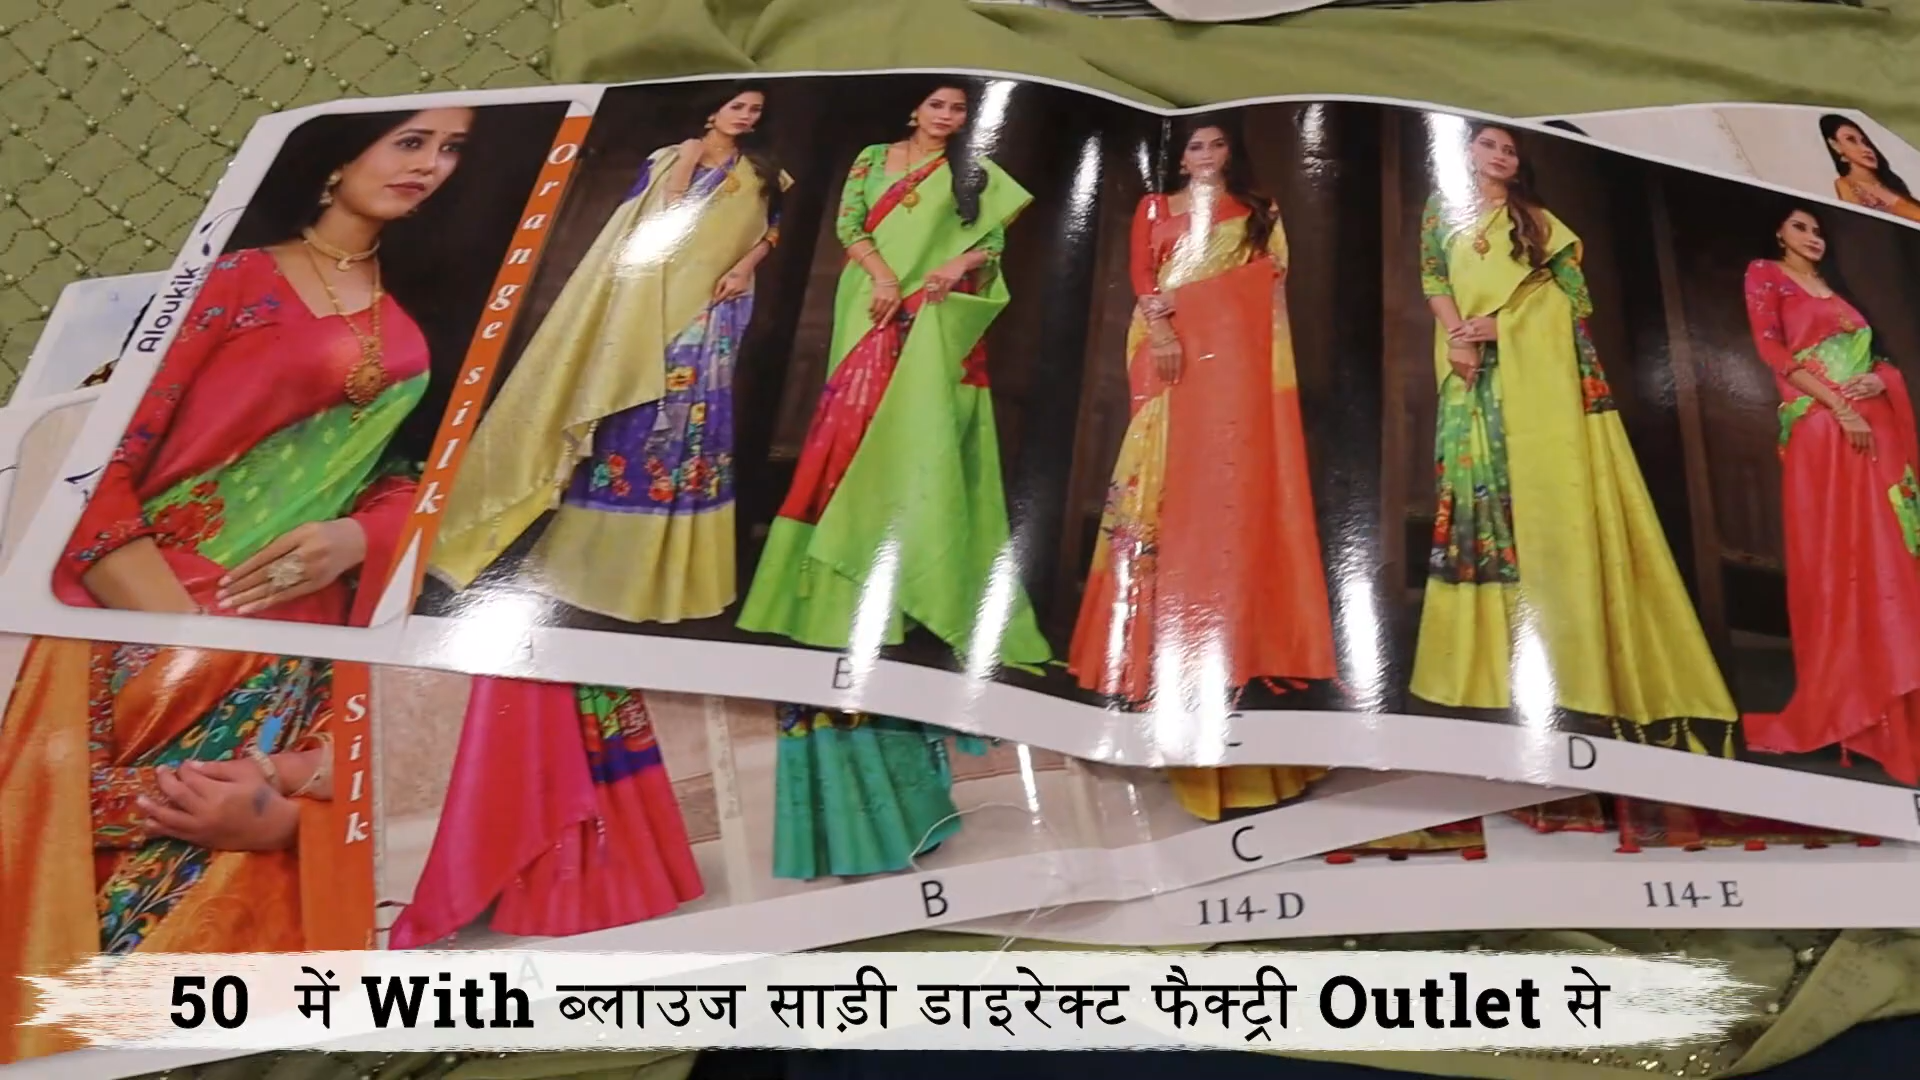 Aloukik
Orange silk
A
B
C
D
Silk
A
B
C
114- D
114- E
50 में With ब्लाउज साड़ी डाइरेक्ट फैक्ट्री Outlet से